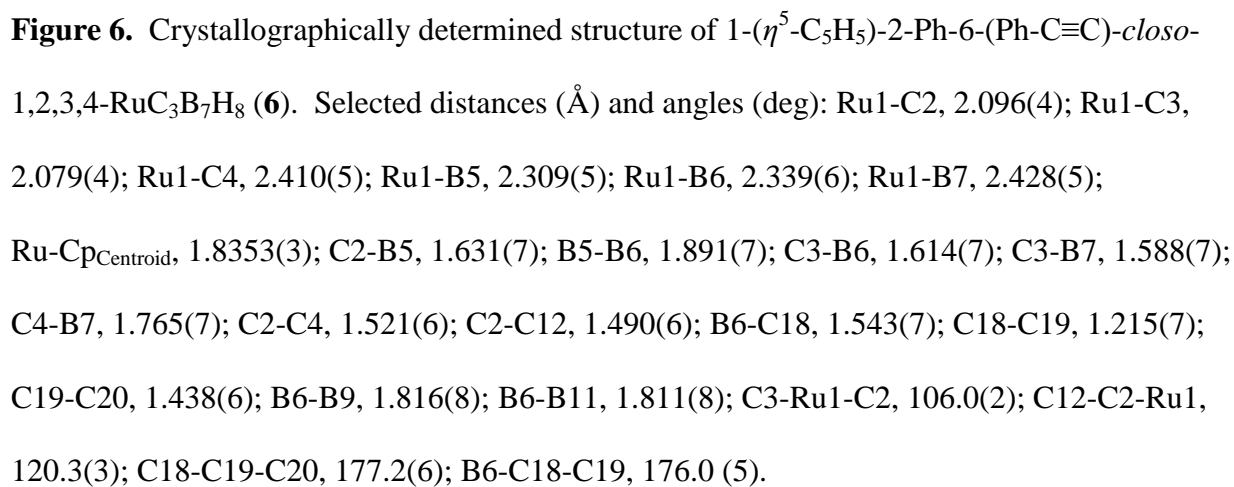 Figure 6. Crystallographically determined structure of 1-(η⁵-C₅H₅)-2-Ph-6-(Ph-C≡C)-closo-
1,2,3,4-RuC₃B₇H₈ (6). Selected distances (Å) and angles (deg): Ru1-C2, 2.096(4); Ru1-C3,
2.079(4); Ru1-C4, 2.410(5); Ru1-B5, 2.309(5); Ru1-B6, 2.339(6); Ru1-B7, 2.428(5);
Ru-Cp_Centroid, 1.8353(3); C2-B5, 1.631(7); B5-B6, 1.891(7); C3-B6, 1.614(7); C3-B7, 1.588(7);
C4-B7, 1.765(7); C2-C4, 1.521(6); C2-C12, 1.490(6); B6-C18, 1.543(7); C18-C19, 1.215(7);
C19-C20, 1.438(6); B6-B9, 1.816(8); B6-B11, 1.811(8); C3-Ru1-C2, 106.0(2); C12-C2-Ru1,
120.3(3); C18-C19-C20, 177.2(6); B6-C18-C19, 176.0 (5).